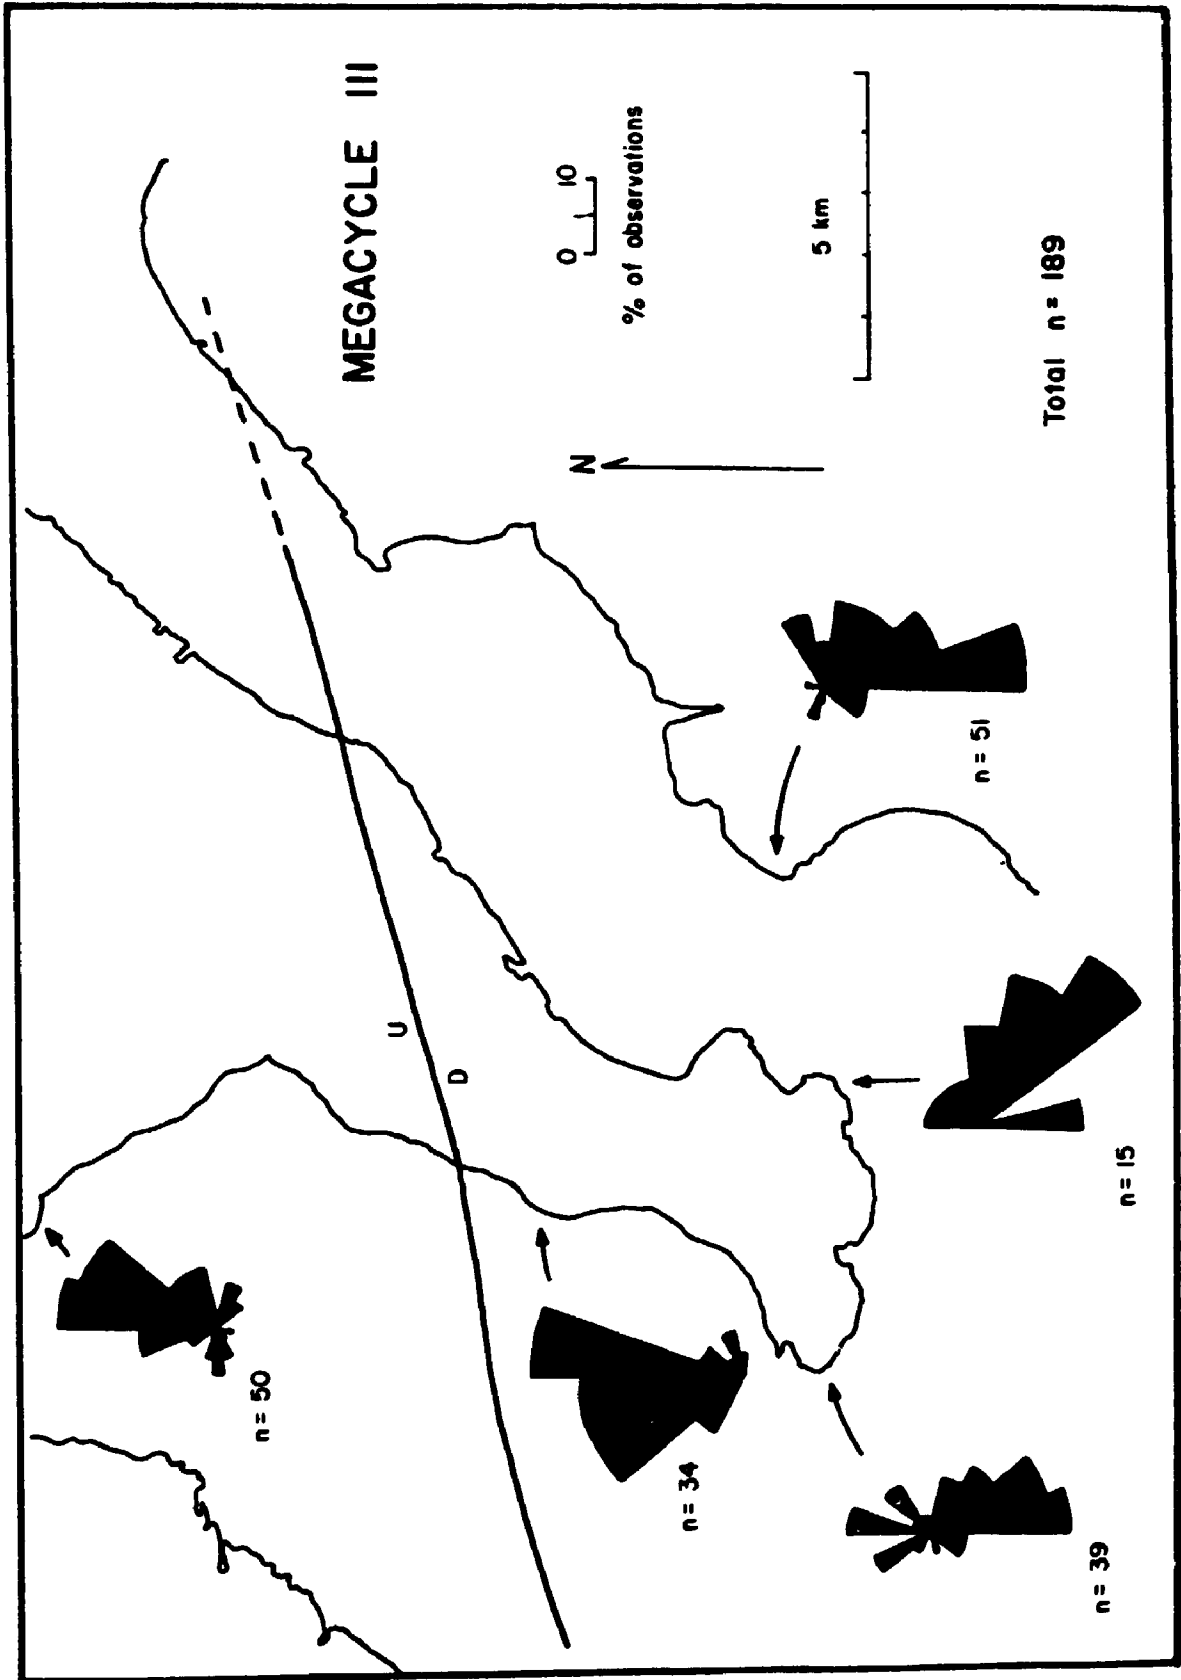 MEGACYCLE III
0 10
% of observations
N
5 km
Total n = 189
U
D
n = 50
n = 34
n = 39
n = 15
n = 51